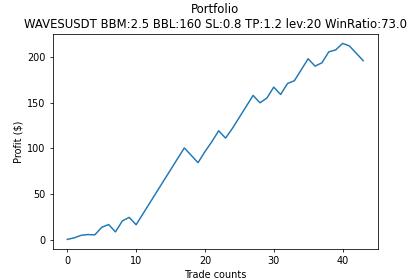 Portfolio
WAVESUSDT BBM:2.5 BBL:160 SL:0.8 TP:1.2 lev:20 WinRatio:73.0
200
150
100
50
0
Profit ($)
0 10 20 30 40
Trade counts